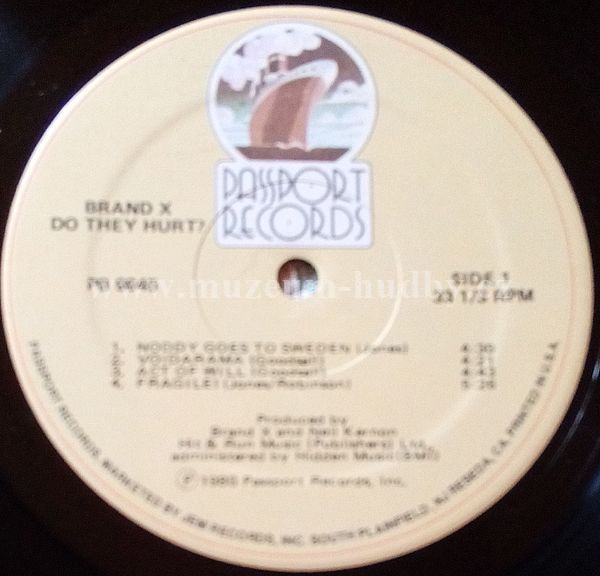 PASSPORT
RECORDS
BRAND X
DO THEY HURT?
PB 9845
SIDE 1
33 1/3 RPM
1. NODDY GOES TO SWEDEN (Jones) 4:30
2. VOIDARAMA (Goodsall) 4:21
3. ACT OF WILL (Goodsall) 4:43
4. FRAGILE! (Jones/Robinson) 5:25
Produced by
Brand X and Neil Kernon
Hit & Run Music (Publishers) Ltd.,
administered by Hidden Music (BMI)
Ⓟ 1980 Passport Records, Inc.
PASSPORT RECORDS, MARKETED BY JEM RECORDS, INC. SOUTH PLAINFIELD, NJ RESEDA, CA. PRINTED IN U.S.A.